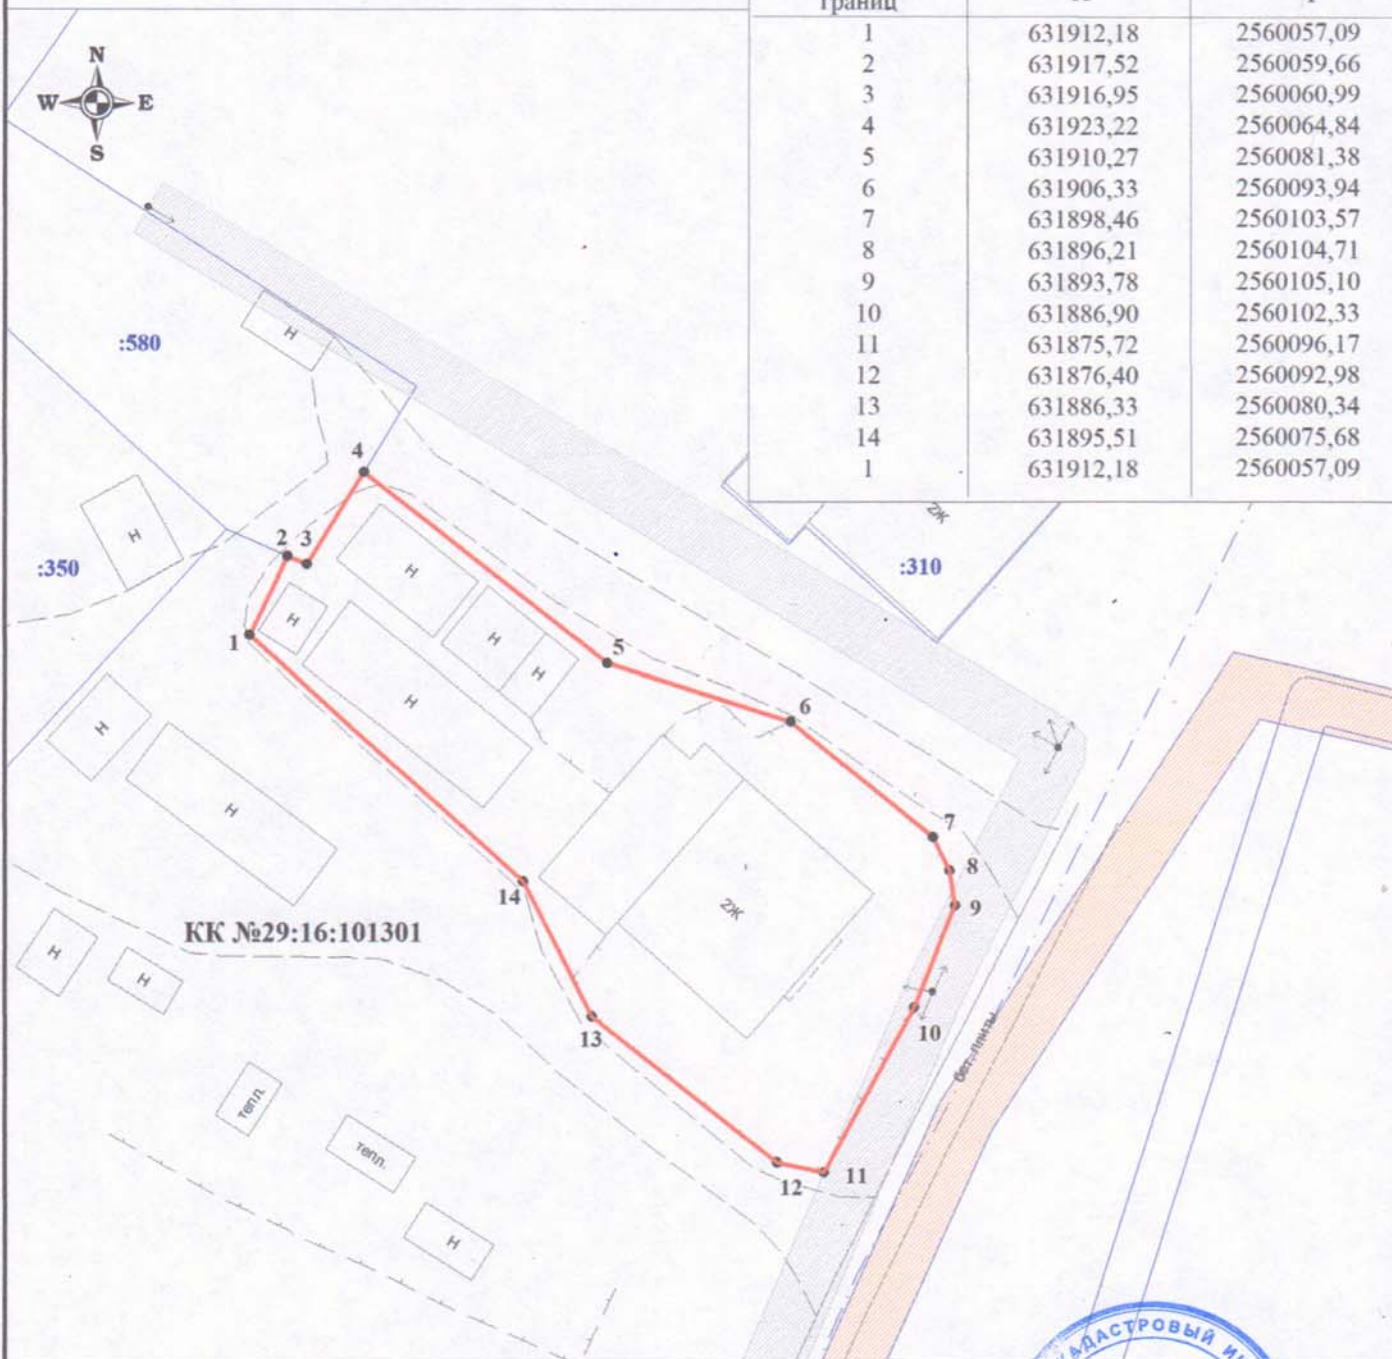 границ
1 631912,18 2560057,09
2 631917,52 2560059,66
3 631916,95 2560060,99
4 631923,22 2560064,84
5 631910,27 2560081,38
6 631906,33 2560093,94
7 631898,46 2560103,57
8 631896,21 2560104,71
9 631893,78 2560105,10
10 631886,90 2560102,33
11 631875,72 2560096,17
12 631876,40 2560092,98
13 631886,33 2560080,34
14 631895,51 2560075,68
1 631912,18 2560057,09
N
W E
S
:580
Н
4
Н
2 3
:350
2Ж
:310
Н
Н
1
Н
Н
Н
5
6
Н
Н
7
8
9
14
2Ж
КК №29:16:101301
Н
Н
10
13
бет. плиты
тепл.
тепл.
12
11
Н
КАДАСТРОВЫЙ